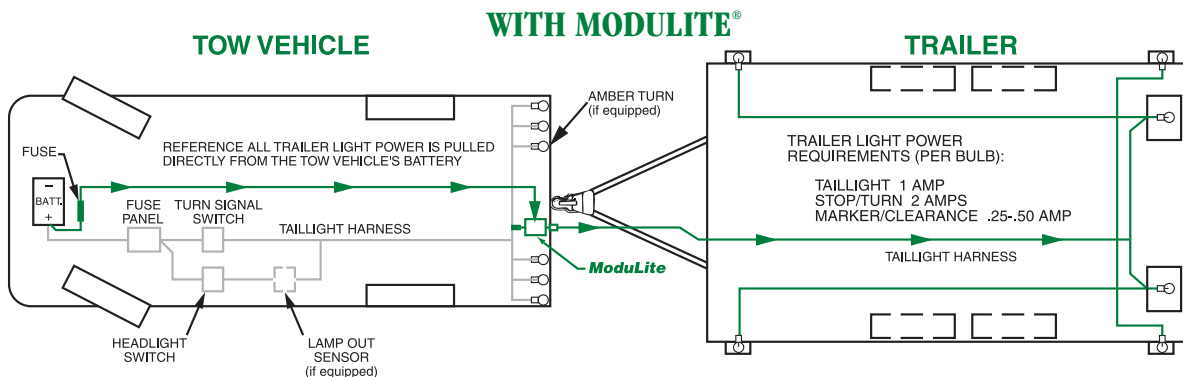 WITH MODULITE®
TOW VEHICLE
TRAILER
AMBER TURN
(if equipped)
REFERENCE ALL TRAILER LIGHT POWER IS PULLED
DIRECTLY FROM THE TOW VEHICLE'S BATTERY
FUSE
–
BATT.
+
FUSE
PANEL
TURN SIGNAL
SWITCH
TAILLIGHT HARNESS
ModuLite
HEADLIGHT
SWITCH
LAMP OUT
SENSOR
(if equipped)
TRAILER LIGHT POWER
REQUIREMENTS (PER BULB):
TAILLIGHT 1 AMP
STOP/TURN 2 AMPS
MARKER/CLEARANCE .25-.50 AMP
TAILLIGHT HARNESS